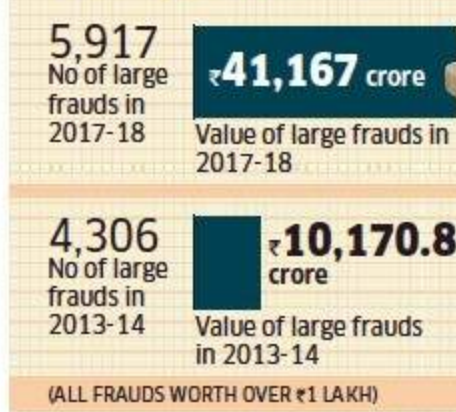 5,917
No of large
frauds in
2017-18
₹41,167 crore
Value of large frauds in
2017-18
4,306
No of large
frauds in
2013-14
₹10,170.8
crore
Value of large frauds
in 2013-14
(ALL FRAUDS WORTH OVER ₹1 LAKH)